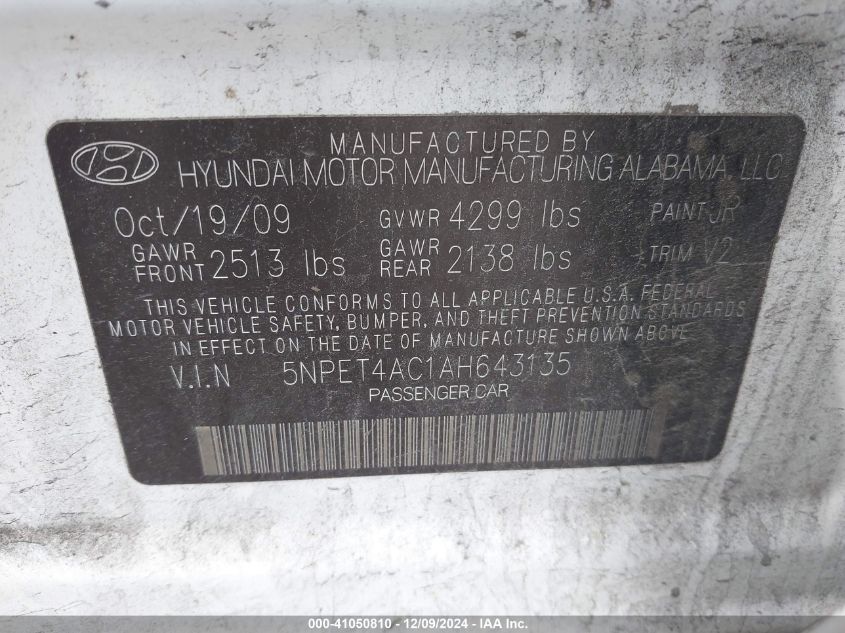 MANUFACTURED BY
HYUNDAI MOTOR MANUFACTURING ALABAMA, LLC
Oct/19/09 GVWR 4299 lbs PAINT JR
GAWR FRONT 2513 lbs GAWR REAR 2138 lbs TRIM V2
THIS VEHICLE CONFORMS TO ALL APPLICABLE U.S.A. FEDERAL
MOTOR VEHICLE SAFETY, BUMPER, AND THEFT PREVENTION STANDARDS
IN EFFECT ON THE DATE OF MANUFACTURE SHOWN ABOVE
V.I.N 5NPET4AC1AH643135
PASSENGER CAR
000-41050810 - 12/09/2024 - © IAA Holdings, LLC.